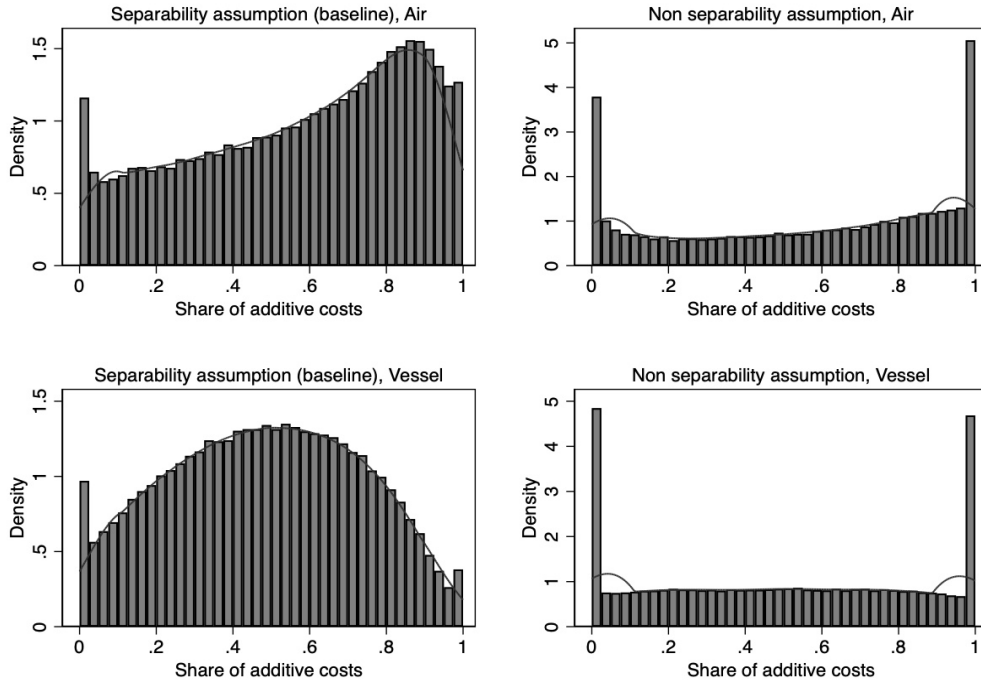 Separability assumption (baseline), Air
Density
0 .5 1 1.5
0 .2 .4 .6 .8 1
Share of additive costs
Non separability assumption, Air
Density
0 1 2 3 4 5
0 .2 .4 .6 .8 1
Share of additive costs
Separability assumption (baseline), Vessel
Density
0 .5 1 1.5
0 .2 .4 .6 .8 1
Share of additive costs
Non separability assumption, Vessel
Density
0 1 2 3 4 5
0 .2 .4 .6 .8 1
Share of additive costs